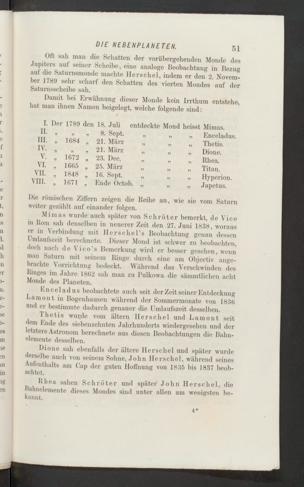 DIE NEBENPLANETEN. 51
Oft sah man die Schatten der vorübergehenden Monde des
Jupiters auf seiner Scheibe, eine analoge Beobachtung in Bezug
auf die Saturnsmonde machte Herschel, indem er den 2. Novem-
ber 1789 sehr scharf den Schatten des vierten Mondes auf der
Saturnsscheibe sah.
Damit bei Erwähnung dieser Monde kein Irrthum entstehe,
hat man ihnen Namen beigelegt, welche folgende sind:
I. Der 1789 den 18. Juli entdeckte Mond heisst Mimas.
II. „ „ „ 8. Sept. „ „ „ Enceladus.
III. „ 1684 „ 21. März „ „ „ Thetis.
IV. „ „ „ 21. März „ „ „ Dione.
V. „ 1672 „ 23. Dec. „ „ „ Rhea.
VI. „ 1665 „ 25. März „ „ „ Titan.
VII. „ 1848 „ 16. Sept. „ „ „ Hyperion.
VIII. „ 1671 „ Ende Octob. „ „ „ Japetus.
Die römischen Ziffern zeigen die Reihe an, wie sie vom Saturn
weiter gezählt auf einander folgen.
Mimas wurde auch später von Schröter bemerkt, de Vico
in Rom sah denselben in neuerer Zeit den 27. Juni 1838, woraus
er in Verbindung mit Herschel's Beobachtung genau dessen
Umlaufszeit berechnete. Dieser Mond ist schwer zu beobachten,
doch nach de Vico's Bemerkung wird er besser gesehen, wenn
man Saturn mit seinem Ringe durch eine am Objectiv ange-
brachte Vorrichtung bedeckt. Während das Verschwinden des
Ringes im Jahre 1862 sah man zu Pulkowa die sämmtlichen acht
Monde des Planeten.
Enceladus beobachtete auch seit der Zeit seiner Entdeckung
Lamont in Bogenhausen während der Sommermonate von 1836
und er bestimmte dadurch genauer die Umlaufszeit desselben.
Thetis wurde vom ältern Herschel und Lamont seit
dem Ende des siebenzehnten Jahrhunderts wiedergesehen und der
letztere Astronom berechnete aus diesen Beobachtungen die Bahn-
elemente desselben.
Dione sah ebenfalls der ältere Herschel und später wurde
derselbe auch von seinem Sohne, John Herschel, während seines
Aufenthalts am Cap der guten Hoffnung von 1835 bis 1837 beob-
achtet.
Rhea sahen Schröter und später John Herschel, die
Bahnelemente dieses Mondes sind unter allen am wenigsten be-
kannt.
4*